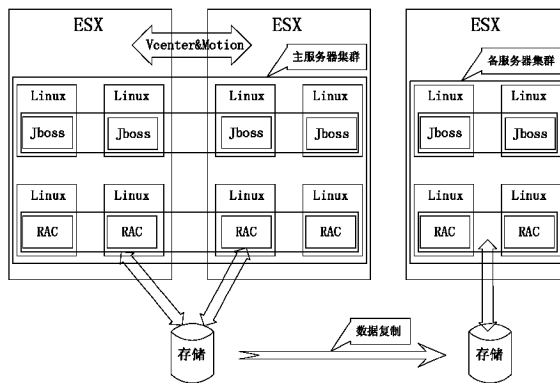 ESX ESX ESX
Vcenter&Motion
主服务器集群
备服务器集群
Linux Linux Linux Linux Linux Linux
Jboss Jboss Jboss Jboss Jboss Jboss
Linux Linux Linux Linux Linux Linux
RAC RAC RAC RAC RAC RAC
数据复制
存储 存储